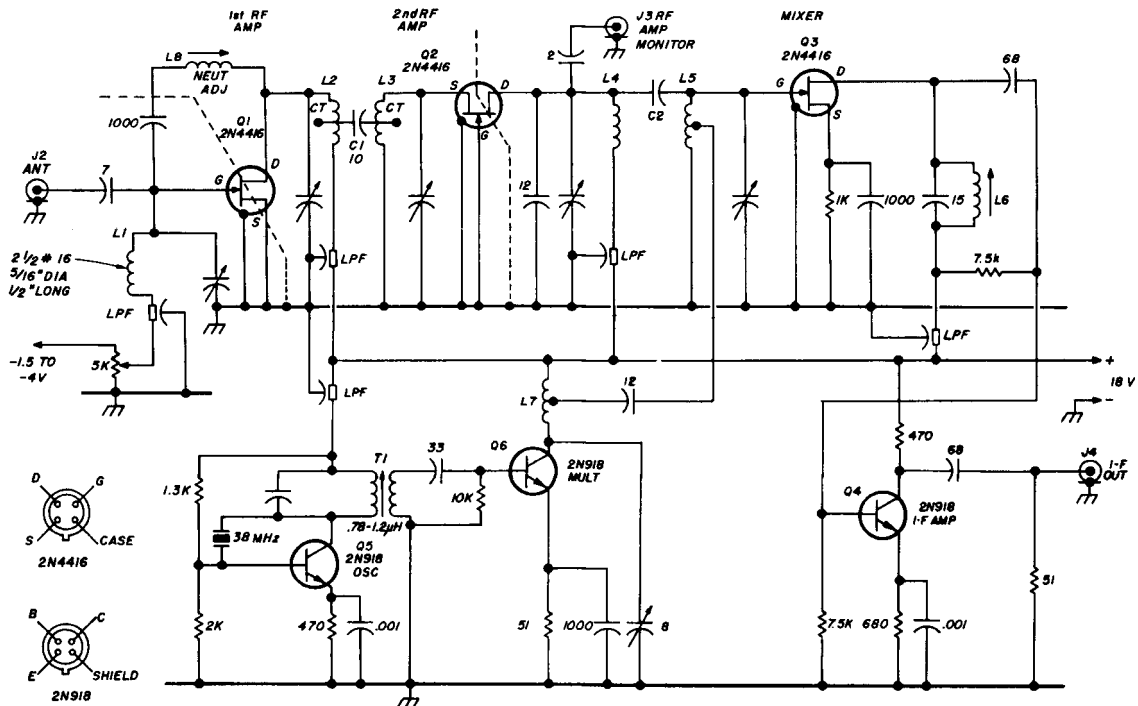 1st RF
AMP
2nd RF
AMP
Q2
2N4416
J3 RF
AMP
MONITOR
MIXER
Q3
2N4416
L8
NEUT
ADJ
L2
L3
CT
CT
C1
10
S
D
G
2
L4
L5
C2
G
D
S
68
1000
Q1
2N4416
J2
ANT
7
G
D
S
12
1K
1000
15
L6
L1
2 1/2 # 16
5/16" DIA
1/2" LONG
LPF
LPF
LPF
7.5K
LPF
-1.5 TO
-4V
5K
LPF
+
18 V
-
L7
12
470
1.3K
T1
33
Q6
2N918
MULT
10K
68
J4
I-F
OUT
.78-1.2μH
38 MHz
Q5
2N918
OSC
Q4
2N918
I-F AMP
D
G
S
CASE
2N4416
2K
470
.001
51
1000
8
7.5K
680
.001
51
B
C
E
SHIELD
2N918